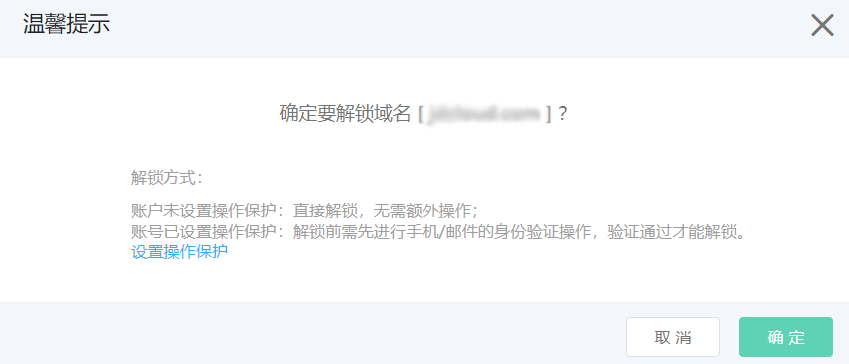 温馨提示
确定要解锁域名 [ ] ？
解锁方式：
账户未设置操作保护：直接解锁，无需额外操作；
账号已设置操作保护：解锁前需先进行手机/邮件的身份验证操作，验证通过才能解锁。
设置操作保护
取 消
确 定